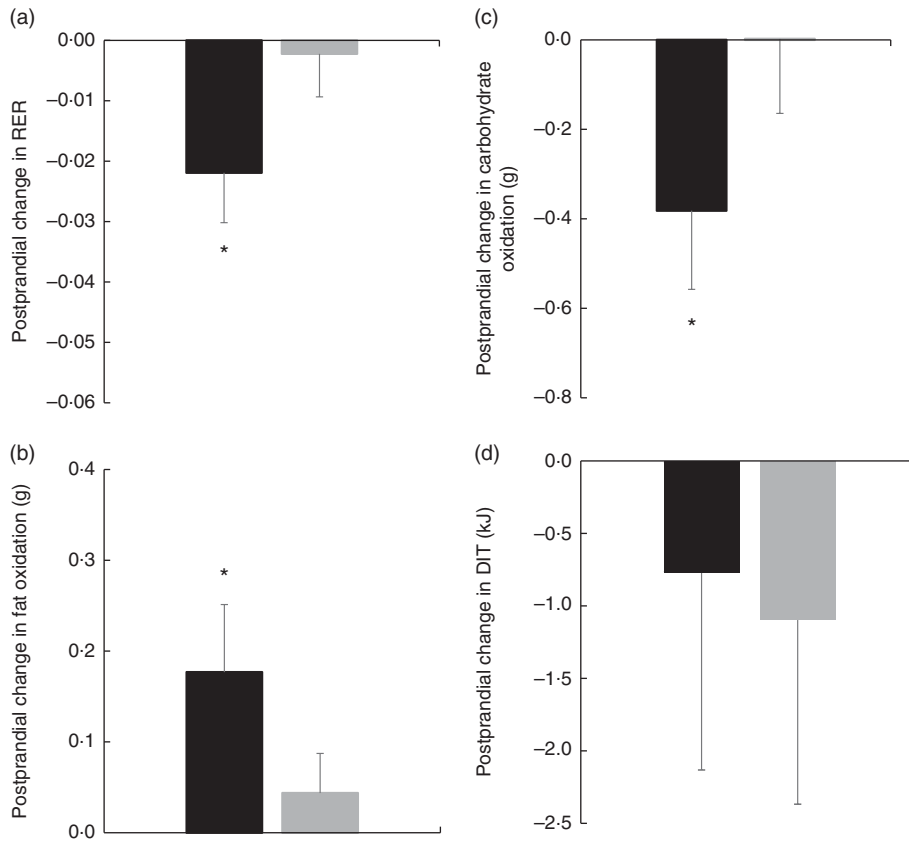 (a)
Postprandial change in RER
0·00
–0·01
–0·02
–0·03
–0·04
–0·05
–0·06
*
(c)
Postprandial change in carbohydrate
oxidation (g)
0·0
–0·2
–0·4
–0·6
–0·8
*
(b)
Postprandial change in fat oxidation (g)
0·4
0·3
0·2
0·1
0·0
*
(d)
Postprandial change in DIT (kJ)
0·0
–0·5
–1·0
–1·5
–2·0
–2·5